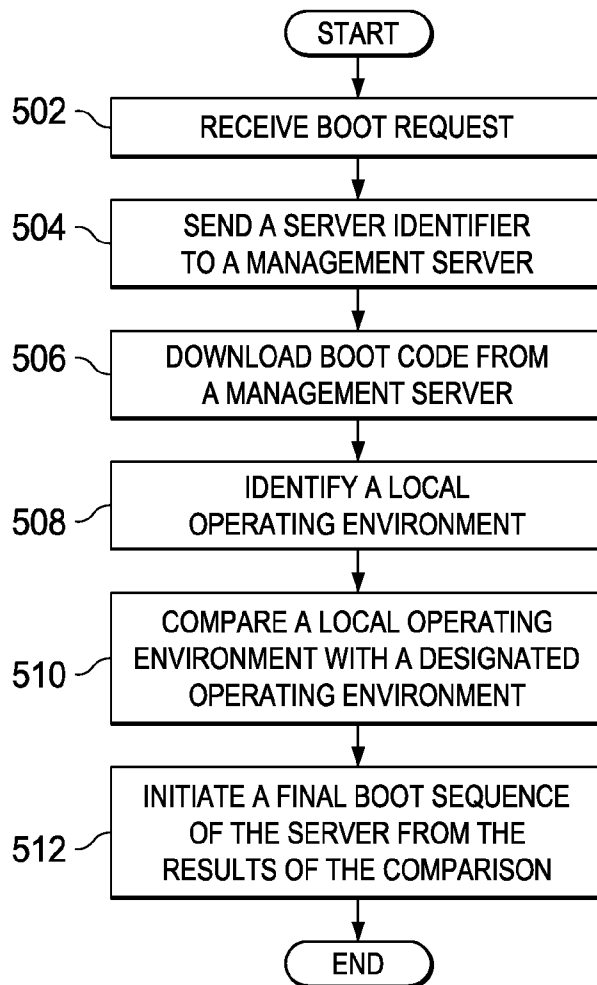 START
502
RECEIVE BOOT REQUEST
504
SEND A SERVER IDENTIFIER
TO A MANAGEMENT SERVER
506
DOWNLOAD BOOT CODE FROM
A MANAGEMENT SERVER
508
IDENTIFY A LOCAL
OPERATING ENVIRONMENT
510
COMPARE A LOCAL OPERATING
ENVIRONMENT WITH A DESIGNATED
OPERATING ENVIRONMENT
512
INITIATE A FINAL BOOT SEQUENCE
OF THE SERVER FROM THE
RESULTS OF THE COMPARISON
END